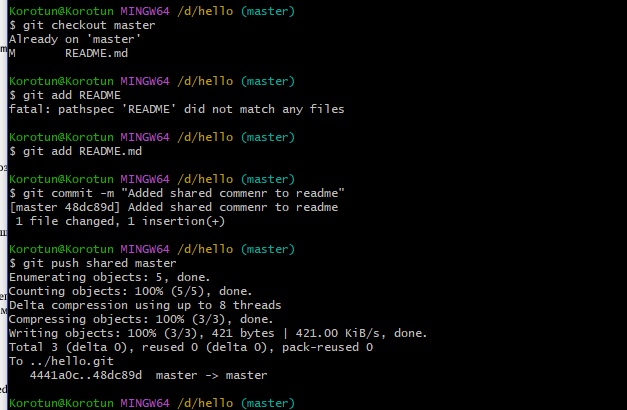 Korotun@Korotun MINGW64 /d/hello (master)
$ git checkout master
Already on 'master'
M       README.md
Korotun@Korotun MINGW64 /d/hello (master)
$ git add README
fatal: pathspec 'README' did not match any files
Korotun@Korotun MINGW64 /d/hello (master)
$ git add README.md
Korotun@Korotun MINGW64 /d/hello (master)
$ git commit -m "Added shared commenr to readme"
[master 48dc89d] Added shared commenr to readme
 1 file changed, 1 insertion(+)
Korotun@Korotun MINGW64 /d/hello (master)
$ git push shared master
Enumerating objects: 5, done.
Counting objects: 100% (5/5), done.
Delta compression using up to 8 threads
Compressing objects: 100% (3/3), done.
Writing objects: 100% (3/3), 421 bytes | 421.00 KiB/s, done.
Total 3 (delta 0), reused 0 (delta 0), pack-reused 0
To ../hello.git
   4441a0c..48dc89d  master -> master
Korotun@Korotun MINGW64 /d/hello (master)